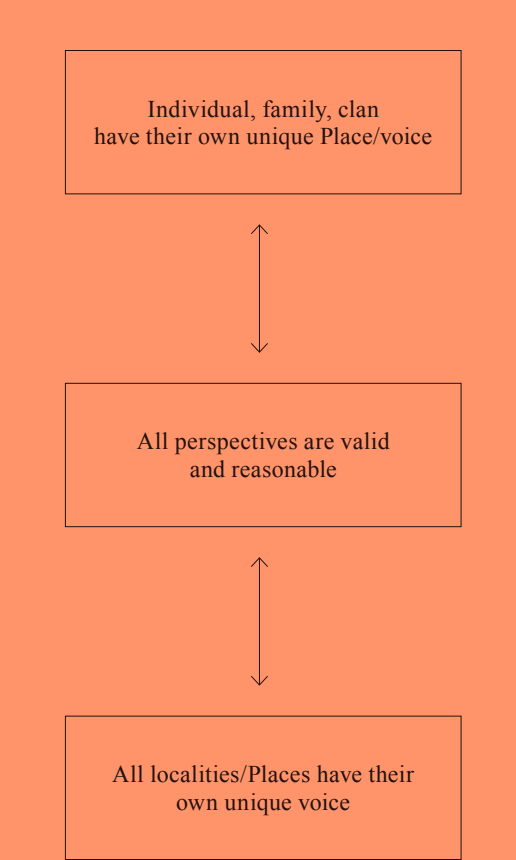 Individual, family, clan
have their own unique Place/voice
All perspectives are valid
and reasonable
All localities/Places have their
own unique voice